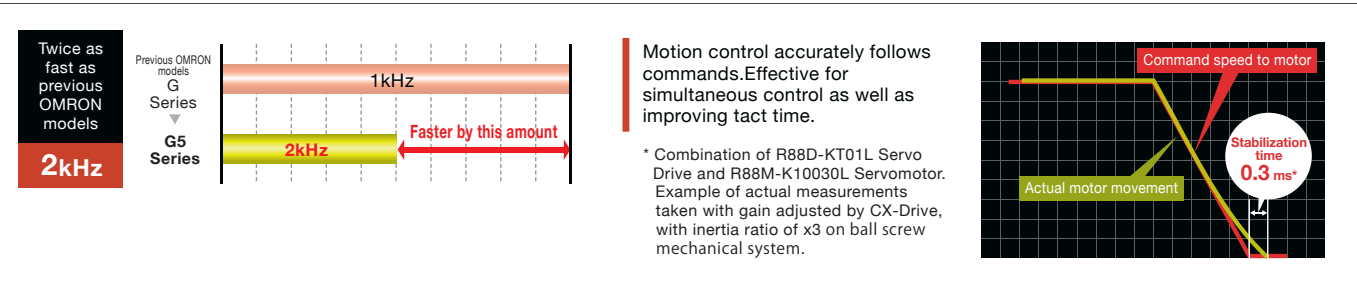 Twice as
fast as
previous
OMRON
models
2kHz
Previous OMRON
models
G
Series
▼
G5
Series
1kHz
2kHz
Faster by this amount
Motion control accurately follows
commands.Effective for
simultaneous control as well as
improving tact time.
* Combination of R88D-KT01L Servo
Drive and R88M-K10030L Servomotor.
Example of actual measurements
taken with gain adjusted by CX-Drive,
with inertia ratio of x3 on ball screw
mechanical system.
Command speed to motor
Stabilization
time
0.3 ms*
Actual motor movement